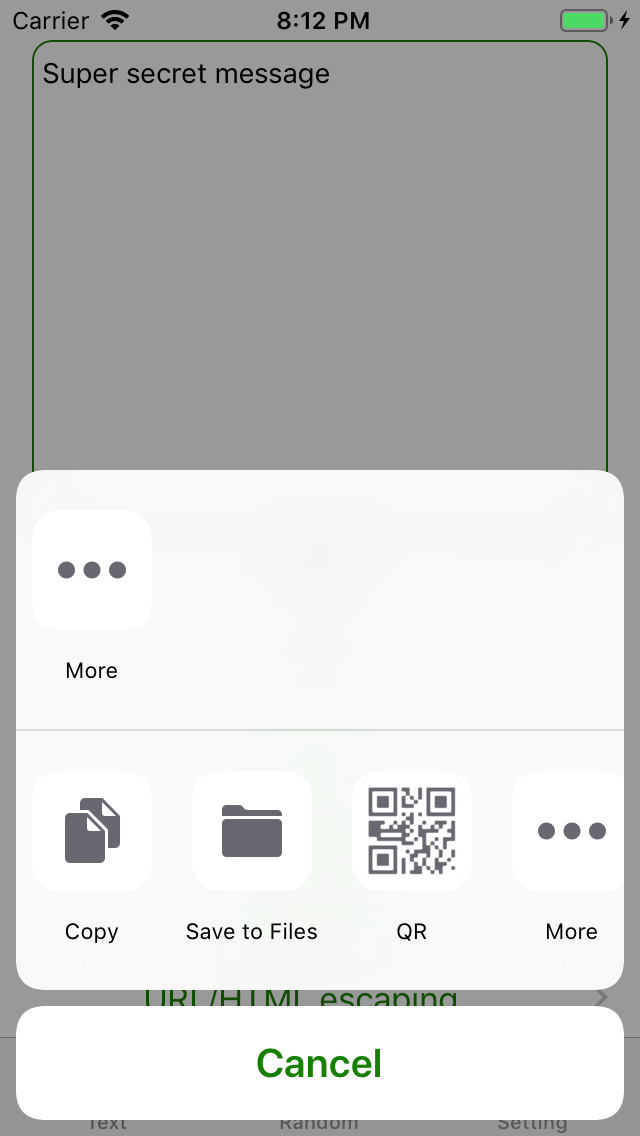 Carrier 8:12 PM
Super secret message
More
Copy Save to Files QR More
URL/HTML escaping
Cancel
Text Random Setting